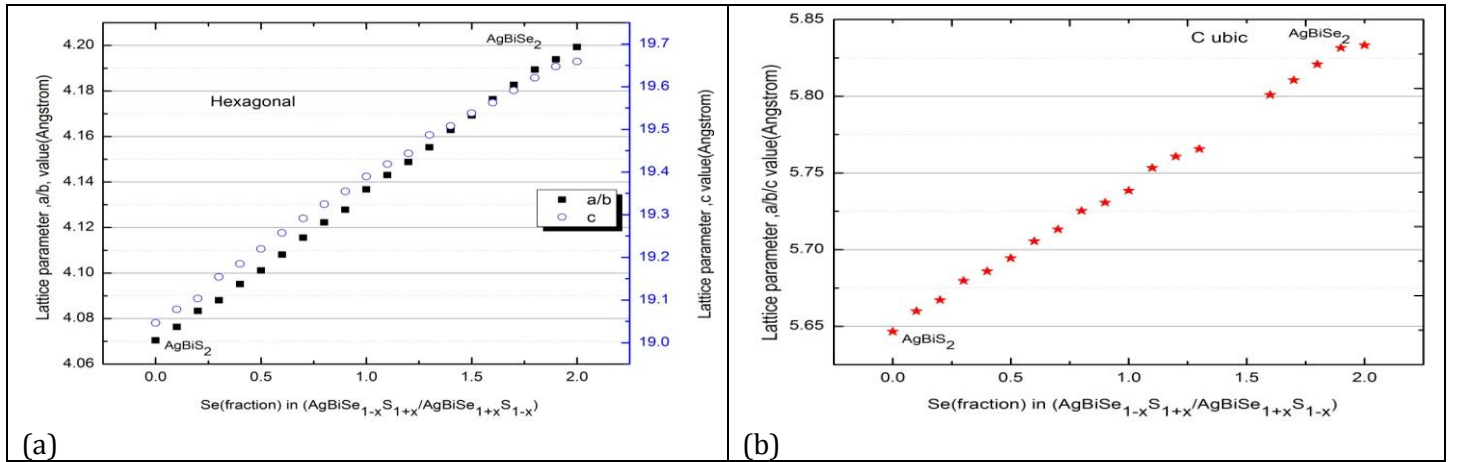 4.20
4.18
4.16
4.14
4.12
4.10
4.08
4.06
Lattice parameter ,a/b, value(Angstrom)
AgBiSe2
Hexagonal
a/b
c
AgBiS2
19.7
19.6
19.5
19.4
19.3
19.2
19.1
19.0
Lattice parameter ,c value(Angstrom)
0.0 0.5 1.0 1.5 2.0
Se(fraction) in (AgBiSe1-xS1+x/AgBiSe1+xS1-x)
(a)
5.85
5.80
5.75
5.70
5.65
Lattice parameter ,a/b/c value(Angstrom)
C ubic
AgBiSe2
AgBiS2
0.0 0.5 1.0 1.5 2.0
Se(fraction) in (AgBiSe1-xS1+x/AgBiSe1+xS1-x)
(b)